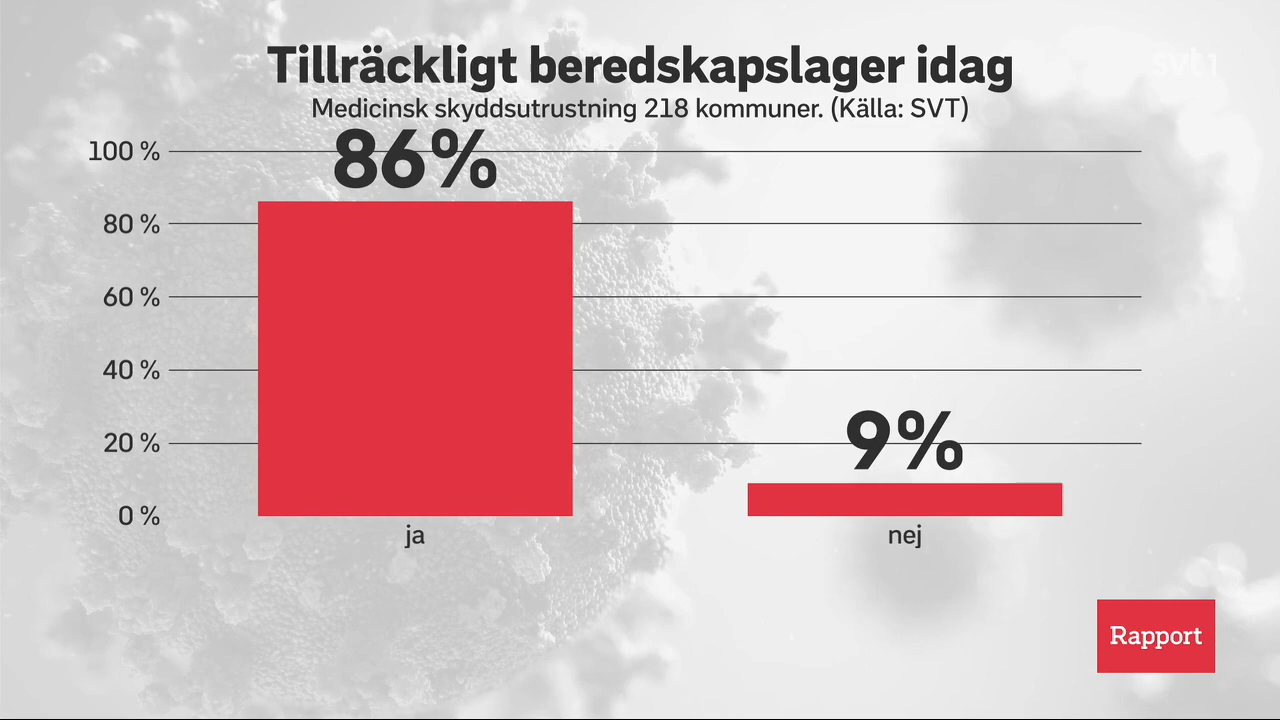 Tillräckligt beredskapslager idag
svt1
Medicinsk skyddsutrustning 218 kommuner. (Källa: SVT)
86%
100 %
80 %
60 %
40 %
9%
20 %
0 %
ja
nej
Rapport